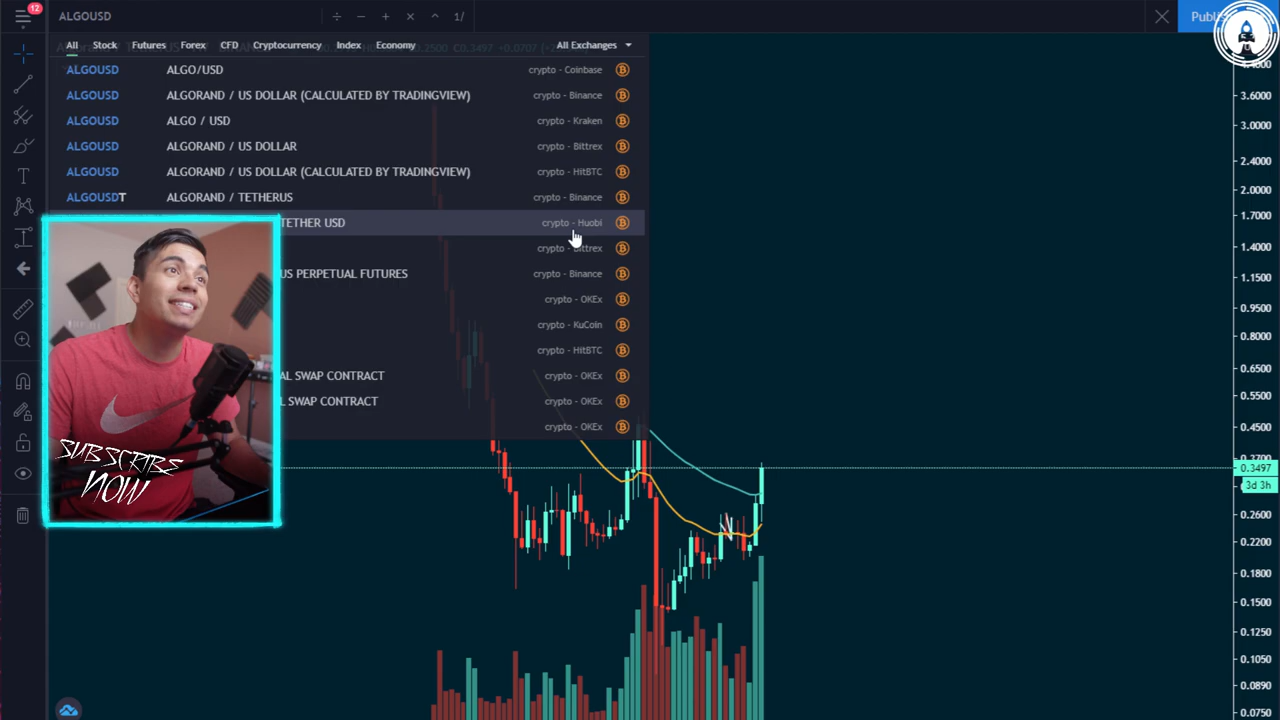 12
ALGOUSD
1/
Publ
All Stock Futures Forex CFD Cryptocurrency Index Economy All Exchanges
ALGOUSD ALGO/USD crypto - Coinbase
ALGOUSD ALGORAND / US DOLLAR (CALCULATED BY TRADINGVIEW) crypto - Binance
ALGOUSD ALGO / USD crypto - Kraken
ALGOUSD ALGORAND / US DOLLAR crypto - Bittrex
ALGOUSD ALGORAND / US DOLLAR (CALCULATED BY TRADINGVIEW) crypto - HitBTC
ALGOUSDT ALGORAND / TETHERUS crypto - Binance
TETHER USD crypto - Huobi
crypto - Bittrex
US PERPETUAL FUTURES crypto - Binance
crypto - OKEx
crypto - KuCoin
crypto - HitBTC
AL SWAP CONTRACT crypto - OKEx
AL SWAP CONTRACT crypto - OKEx
crypto - OKEx
SUBSCRIBE
NOW
3.6000
3.0000
2.4000
2.0000
1.7000
1.4000
1.1500
0.9500
0.8000
0.6500
0.5500
0.4500
0.3497
3d 3h
0.2600
0.2200
0.1800
0.1500
0.1250
0.1050
0.0890
0.0750